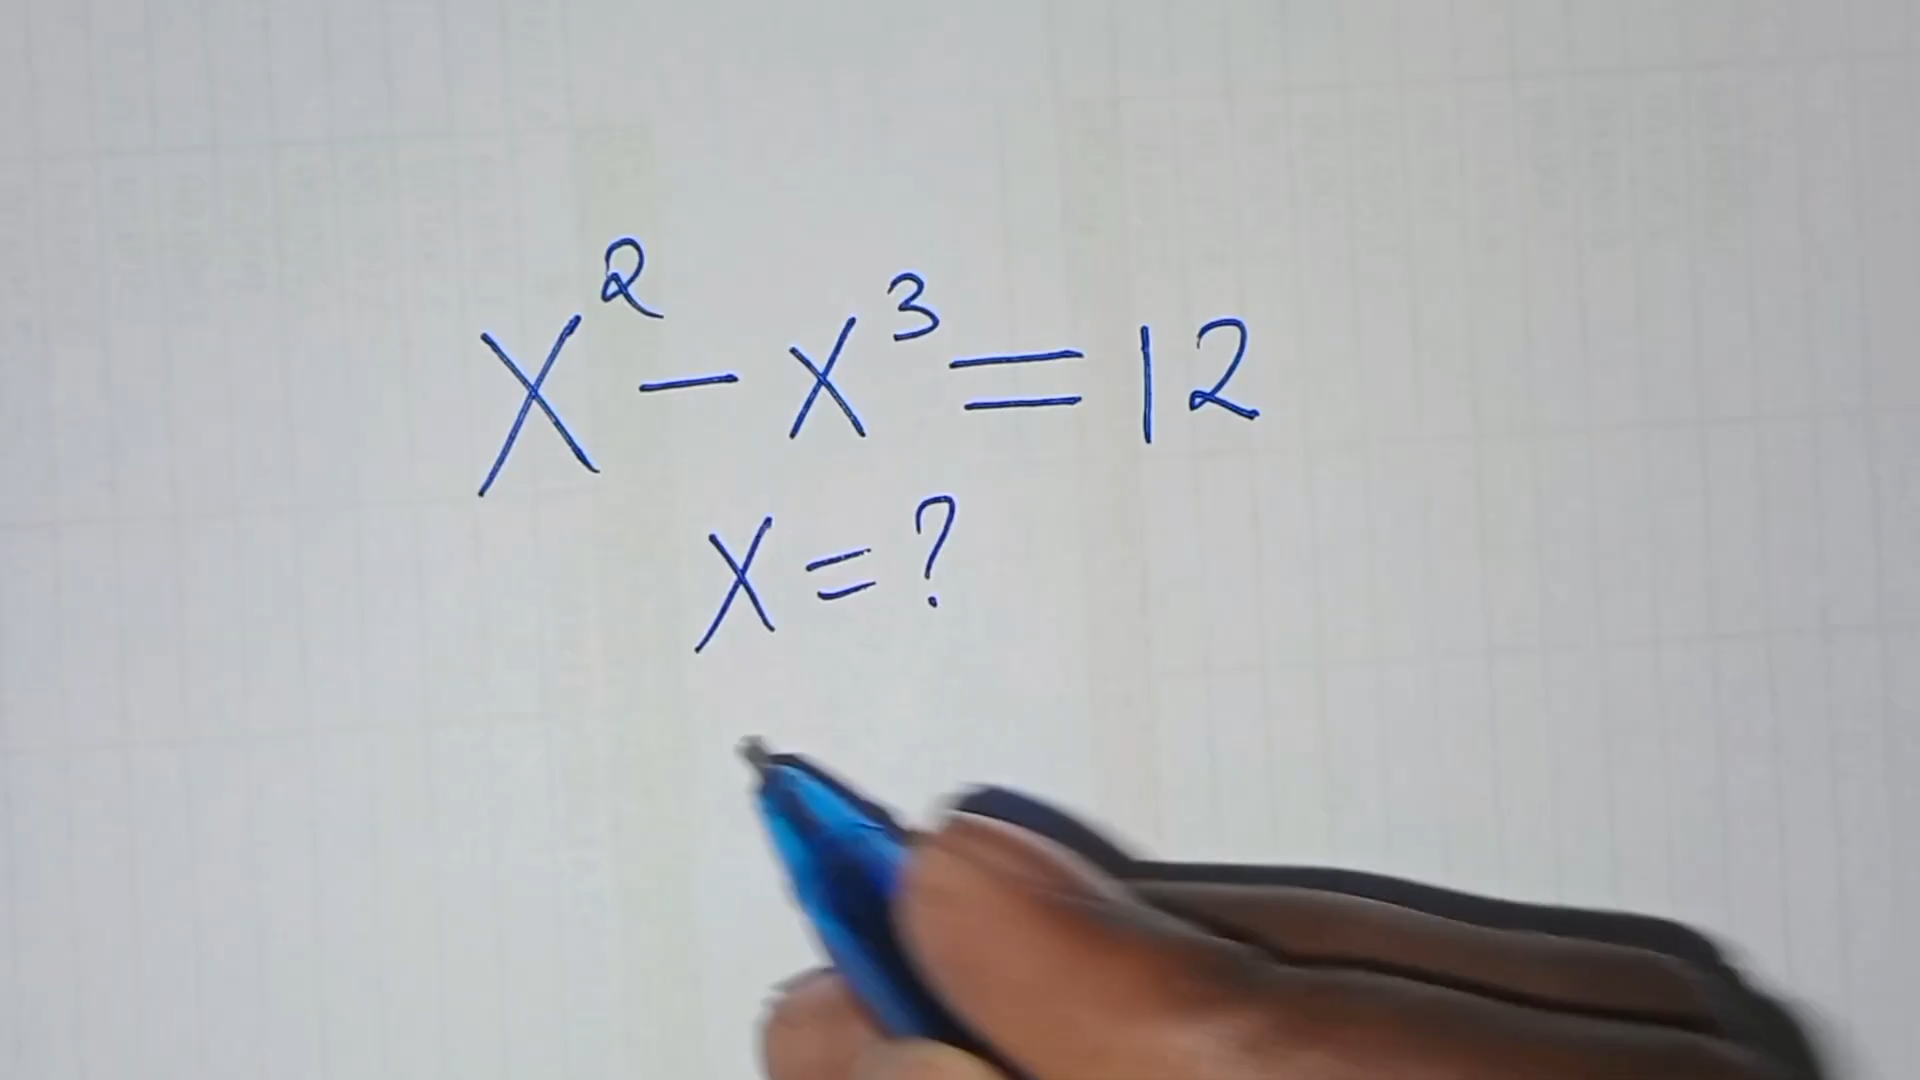 X² - X³ = 12
X = ?